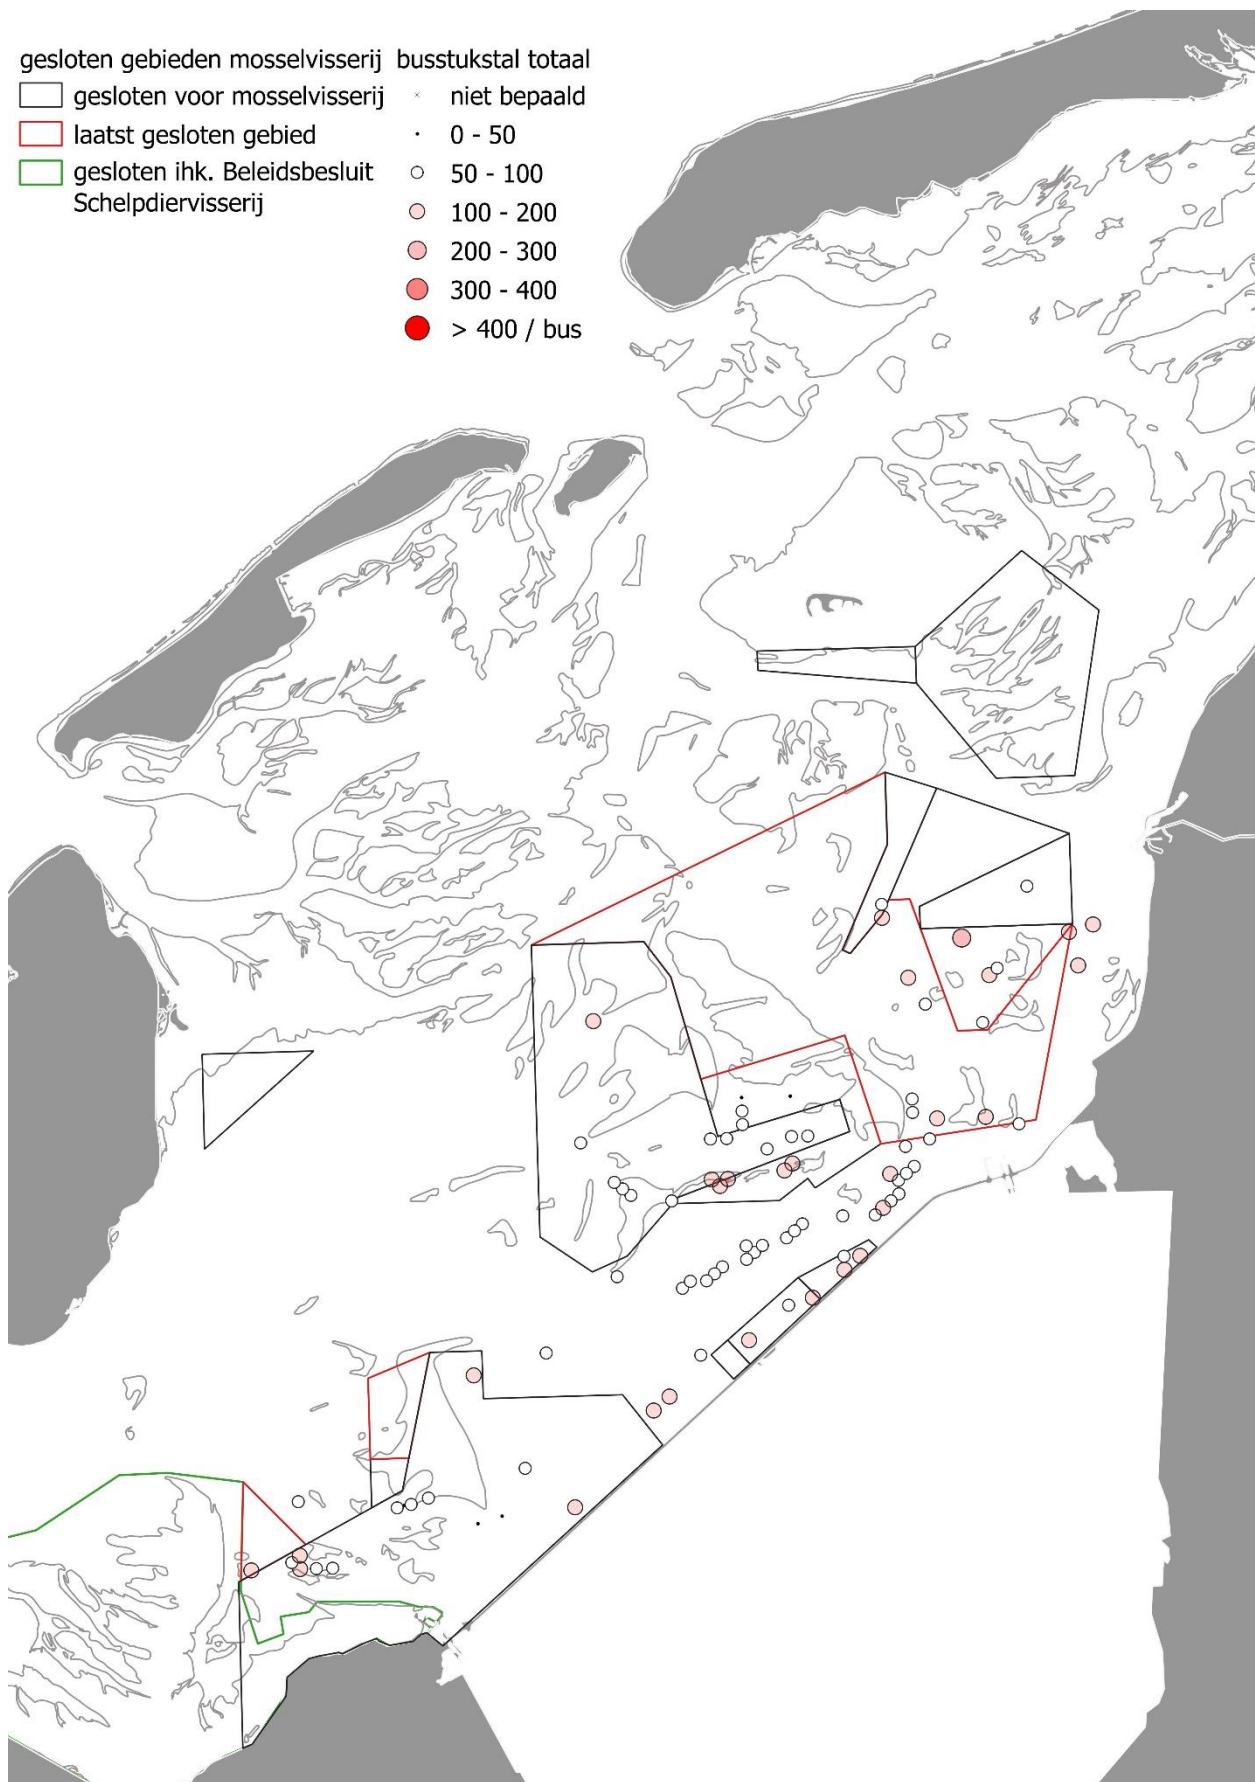 gesloten gebieden mosselvisserij
gesloten voor mosselvisserij
laatst gesloten gebied
gesloten ihk. Beleidsbesluit
Schelpdiervisserij
busstukstal totaal
niet bepaald
0 - 50
50 - 100
100 - 200
200 - 300
300 - 400
> 400 / bus